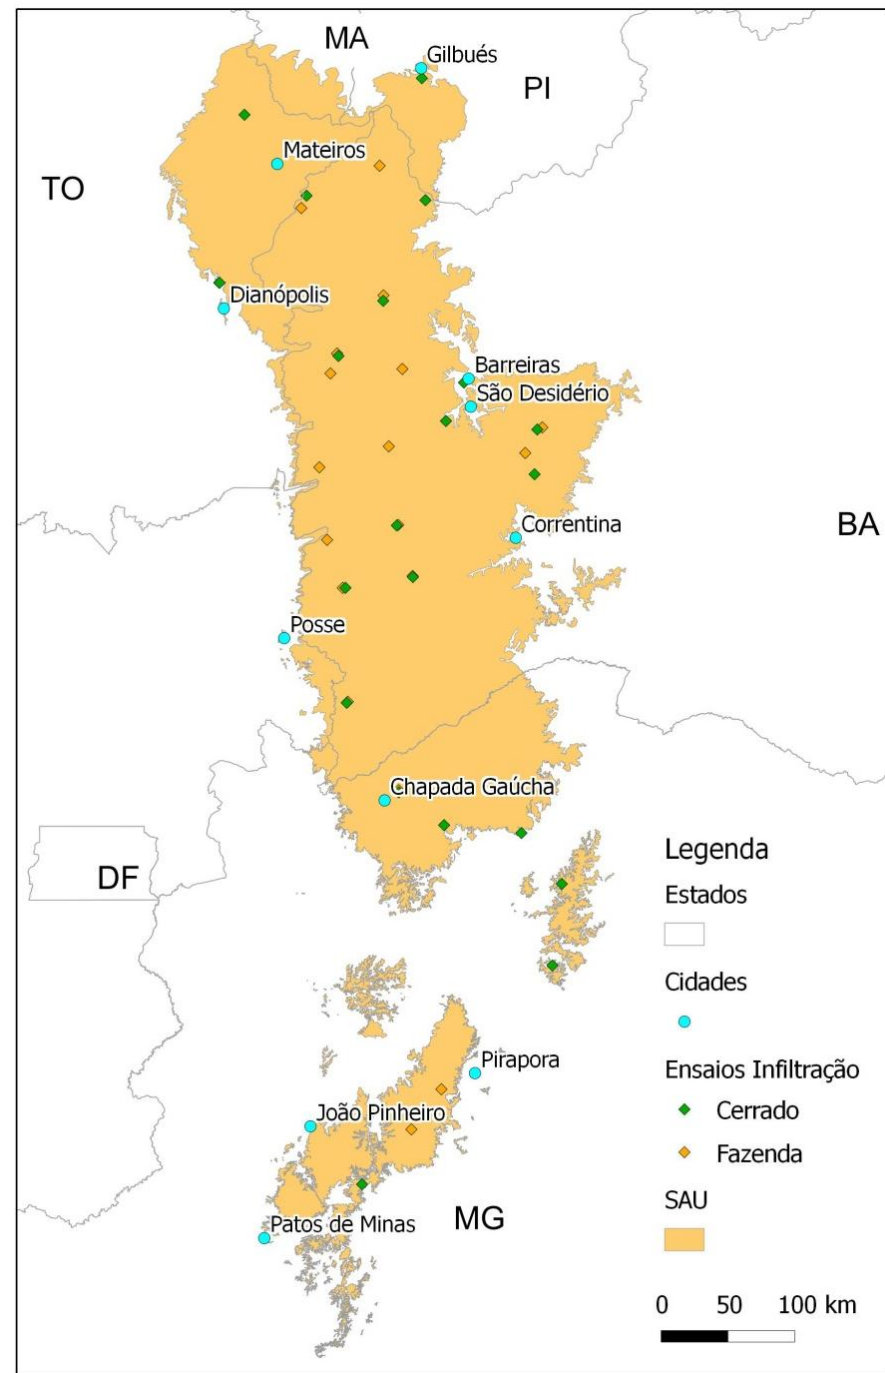 MA
Gilbués
PI
Mateiros
TO
Dianópolis
Barreiras
São Desidério
Correntina
BA
Posse
Chapada Gaúcha
DF
Legenda
Estados
Cidades
Pirapora
Ensaios Infiltração
João Pinheiro
Cerrado
Fazenda
SAU
MG
Patos de Minas
0 50 100 km